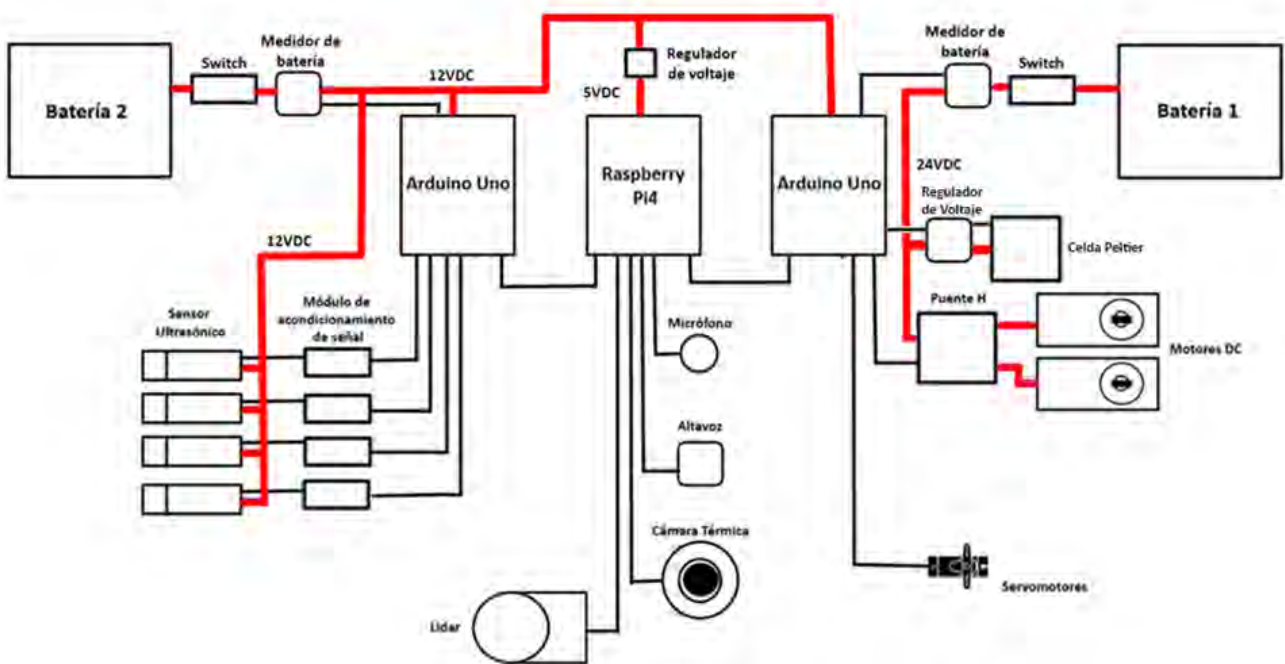 Batería 2
Switch
Medidor de
batería
12VDC
Regulador
de voltaje
5VDC
Medidor de
batería
Switch
Batería 1
Arduino Uno
Raspberry
Pi4
Arduino Uno
24VDC
Regulador
de Voltaje
Celda Peltier
12VDC
Sensor
Ultrasónico
Módulo de
acondicionamiento
de señal
Puente H
Motores DC
Micrófono
Altavoz
Cámara Térmica
Lidar
Servomotores